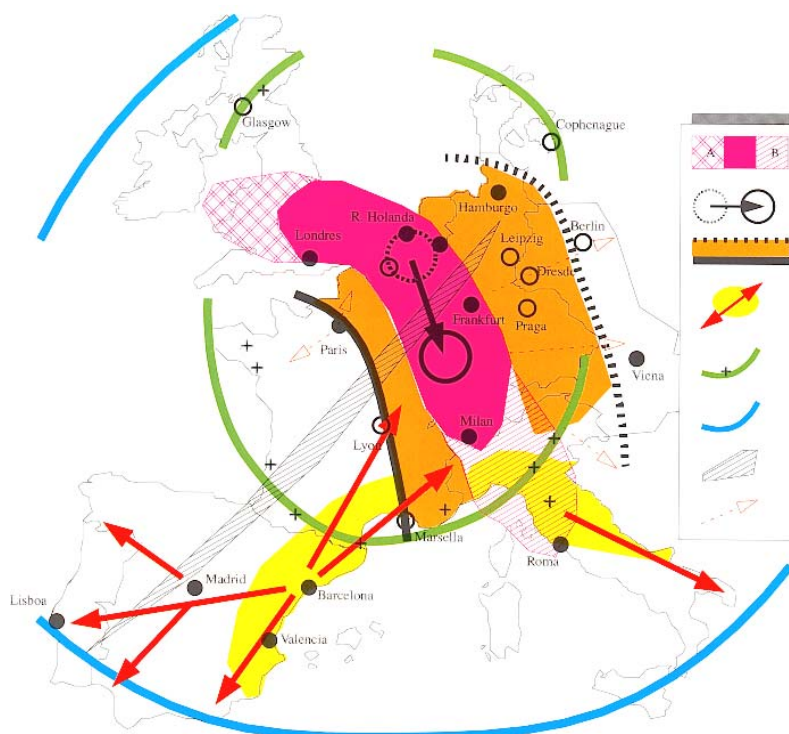 Glasgow
Cophenague
A
B
Hamburgo
R. Holanda
Londres
Berlin
Leipzig
Dresde
Frankfurt
Praga
Paris
Viena
Milan
Lyon
Marsella
Roma
Madrid
Barcelona
Lisboa
Valencia